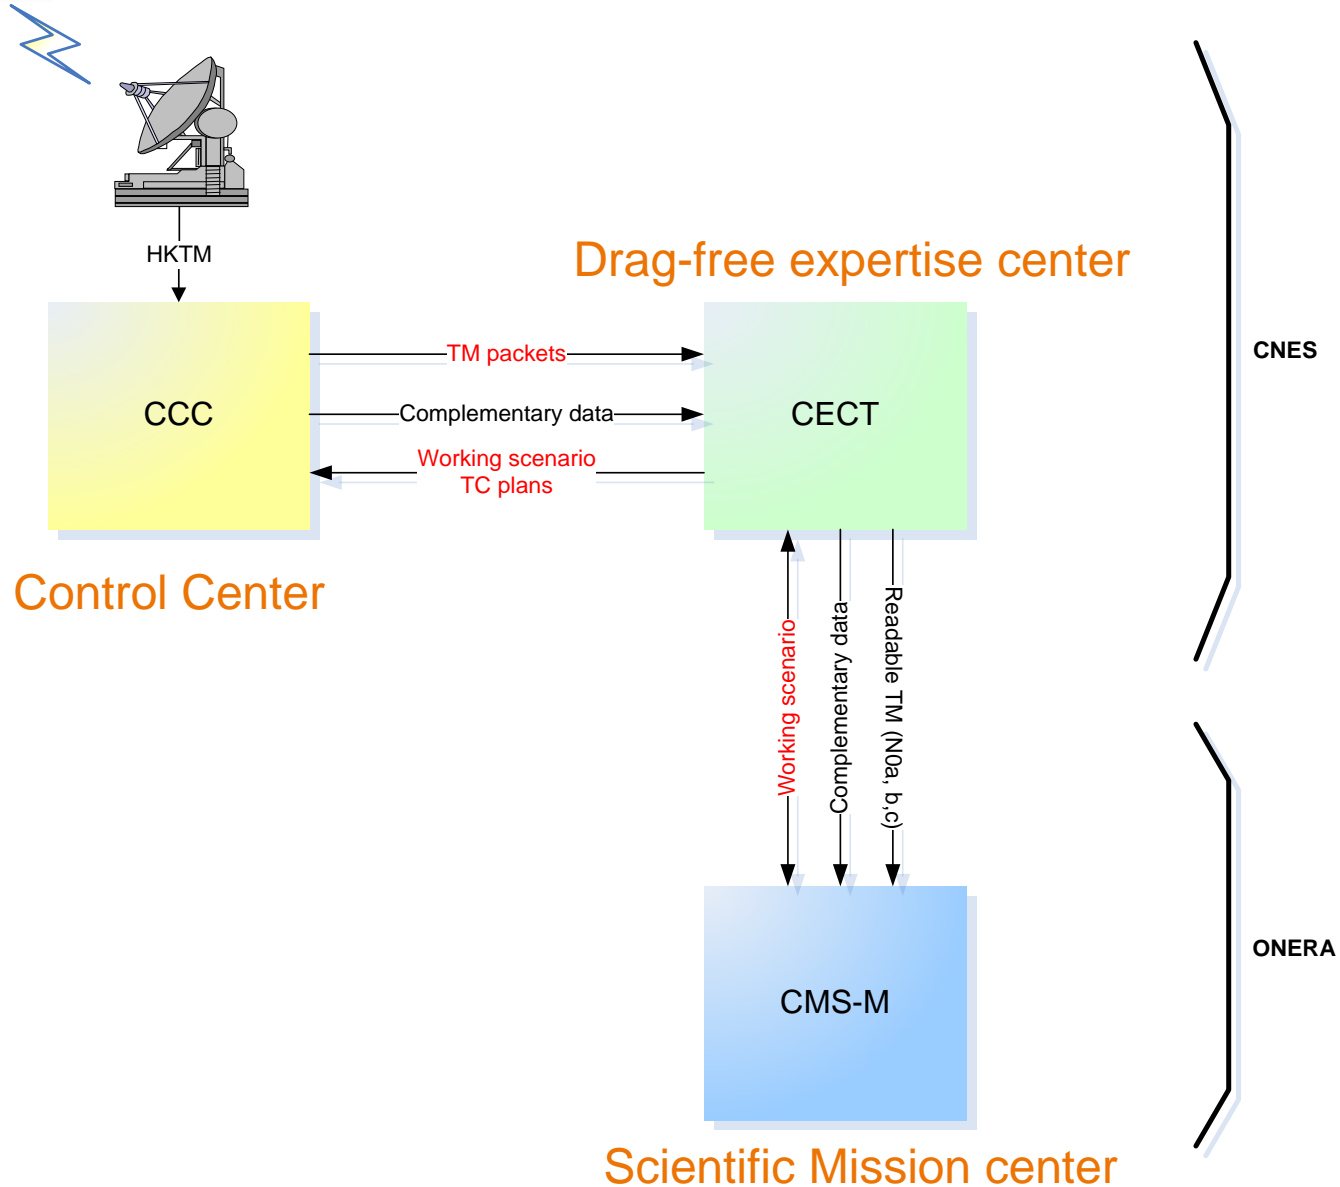 HKTM
Drag-free expertise center
TM packets
CNES
CCC
Complementary data
CECT
Working scenario
TC plans
Control Center
Working scenario
Complementary data
Readable TM (N0a, b,c)
ONERA
CMS-M
Scientific Mission center